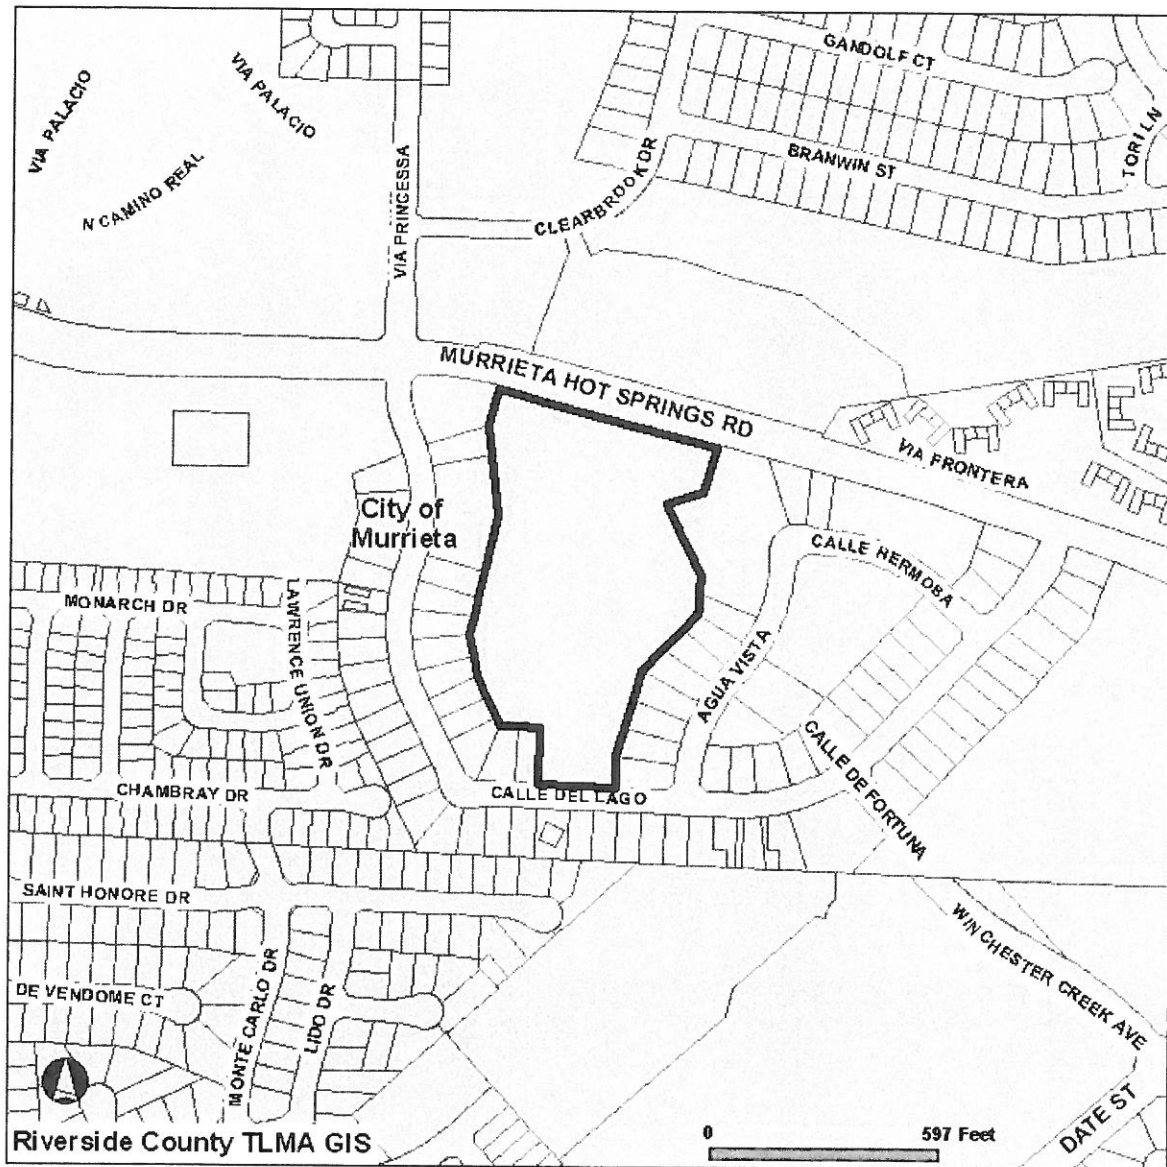 GANDOLF CT
VIA PALACIO
VIA PALACIO
TORI LN
BRANWIN ST
N CAMINO REAL
VIA PRINCESSA
CLEARBROOK DR
MURRIETA HOT SPRINGS RD
VIA FRONTERA
City of
Murrieta
CALLE HERMOSA
MONARCH DR
LAWRENCE UNION DR
AGUA VISTA
CALLE DE FORTUNA
CHAMBRAY DR
CALLE DEL LAGO
SAINT HONORE DR
WINCHESTER CREEK AVE
DE VENDOME CT
MONTE CARLO DR
LIDO DR
DATE ST
Riverside County TLMA GIS
0 597 Feet